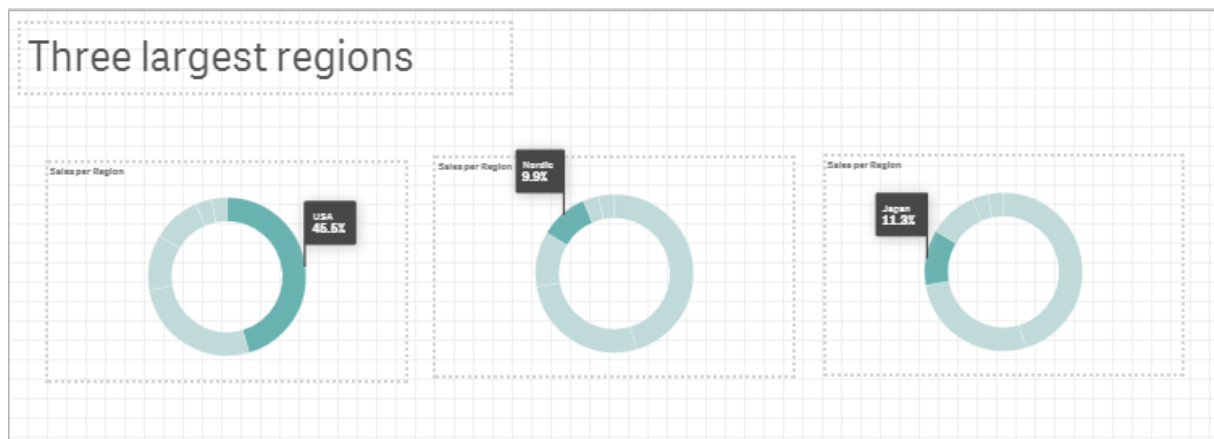 Three largest regions
Sales per Region
USA
45.5%
Sales per Region
Nordic
9.9%
Sales per Region
Japan
11.3%